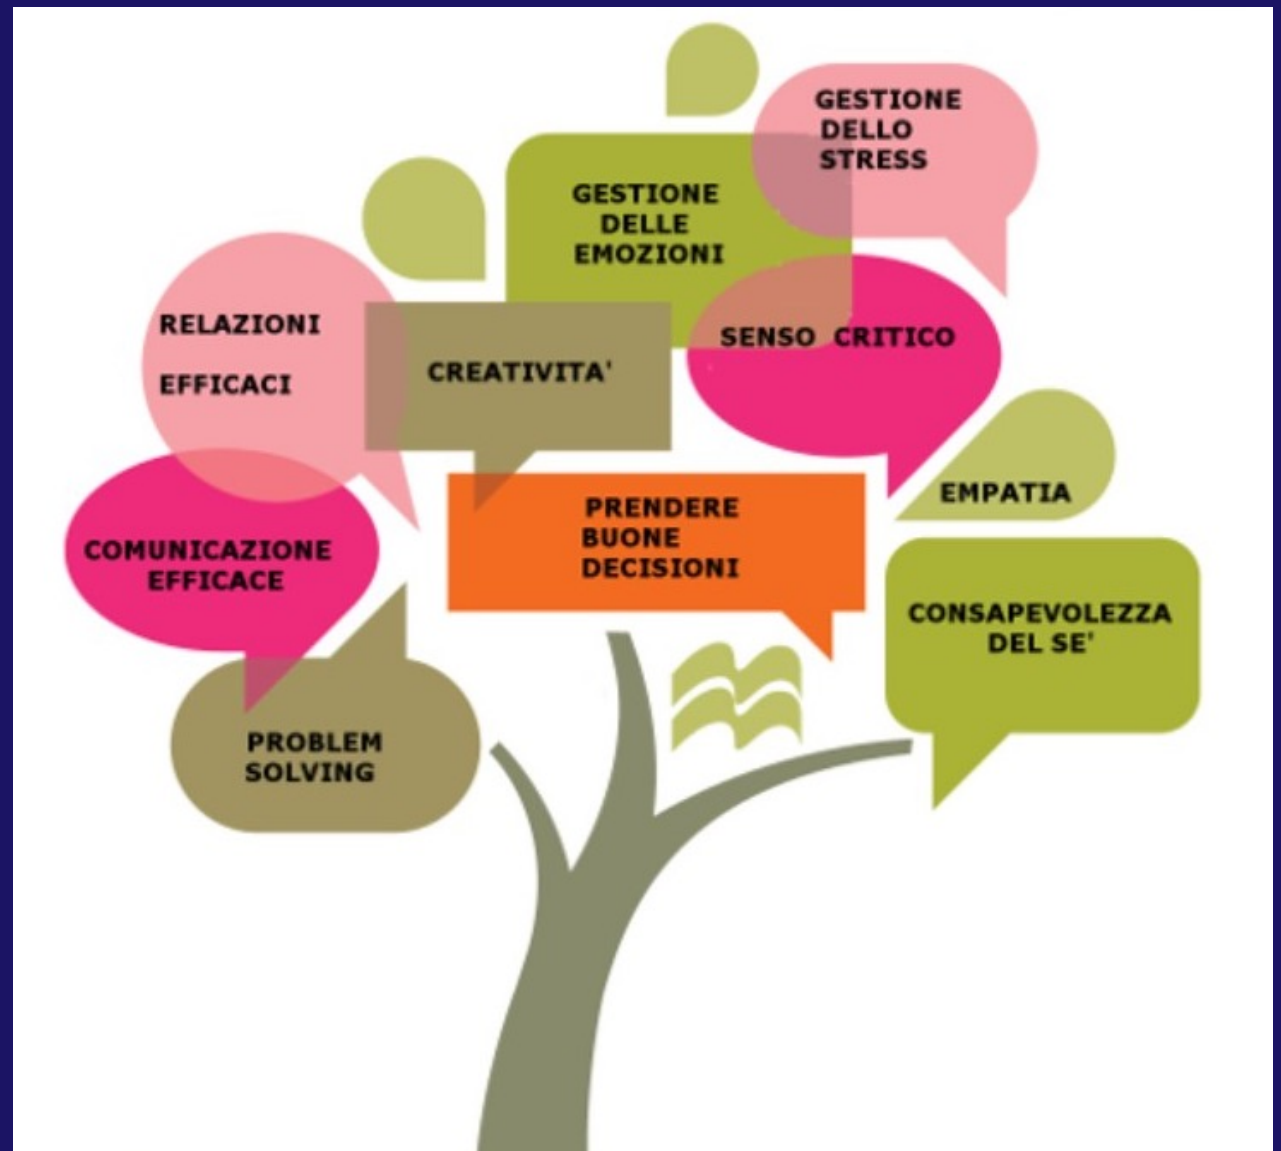 GESTIONE
DELLO
STRESS
GESTIONE
DELLE
EMOZIONI
RELAZIONI
EFFICACI
CREATIVITA'
SENSO CRITICO
EMPATIA
PRENDERE
BUONE
DECISIONI
COMUNICAZIONE
EFFICACE
CONSAPEVOLEZZA
DEL SE'
PROBLEM
SOLVING